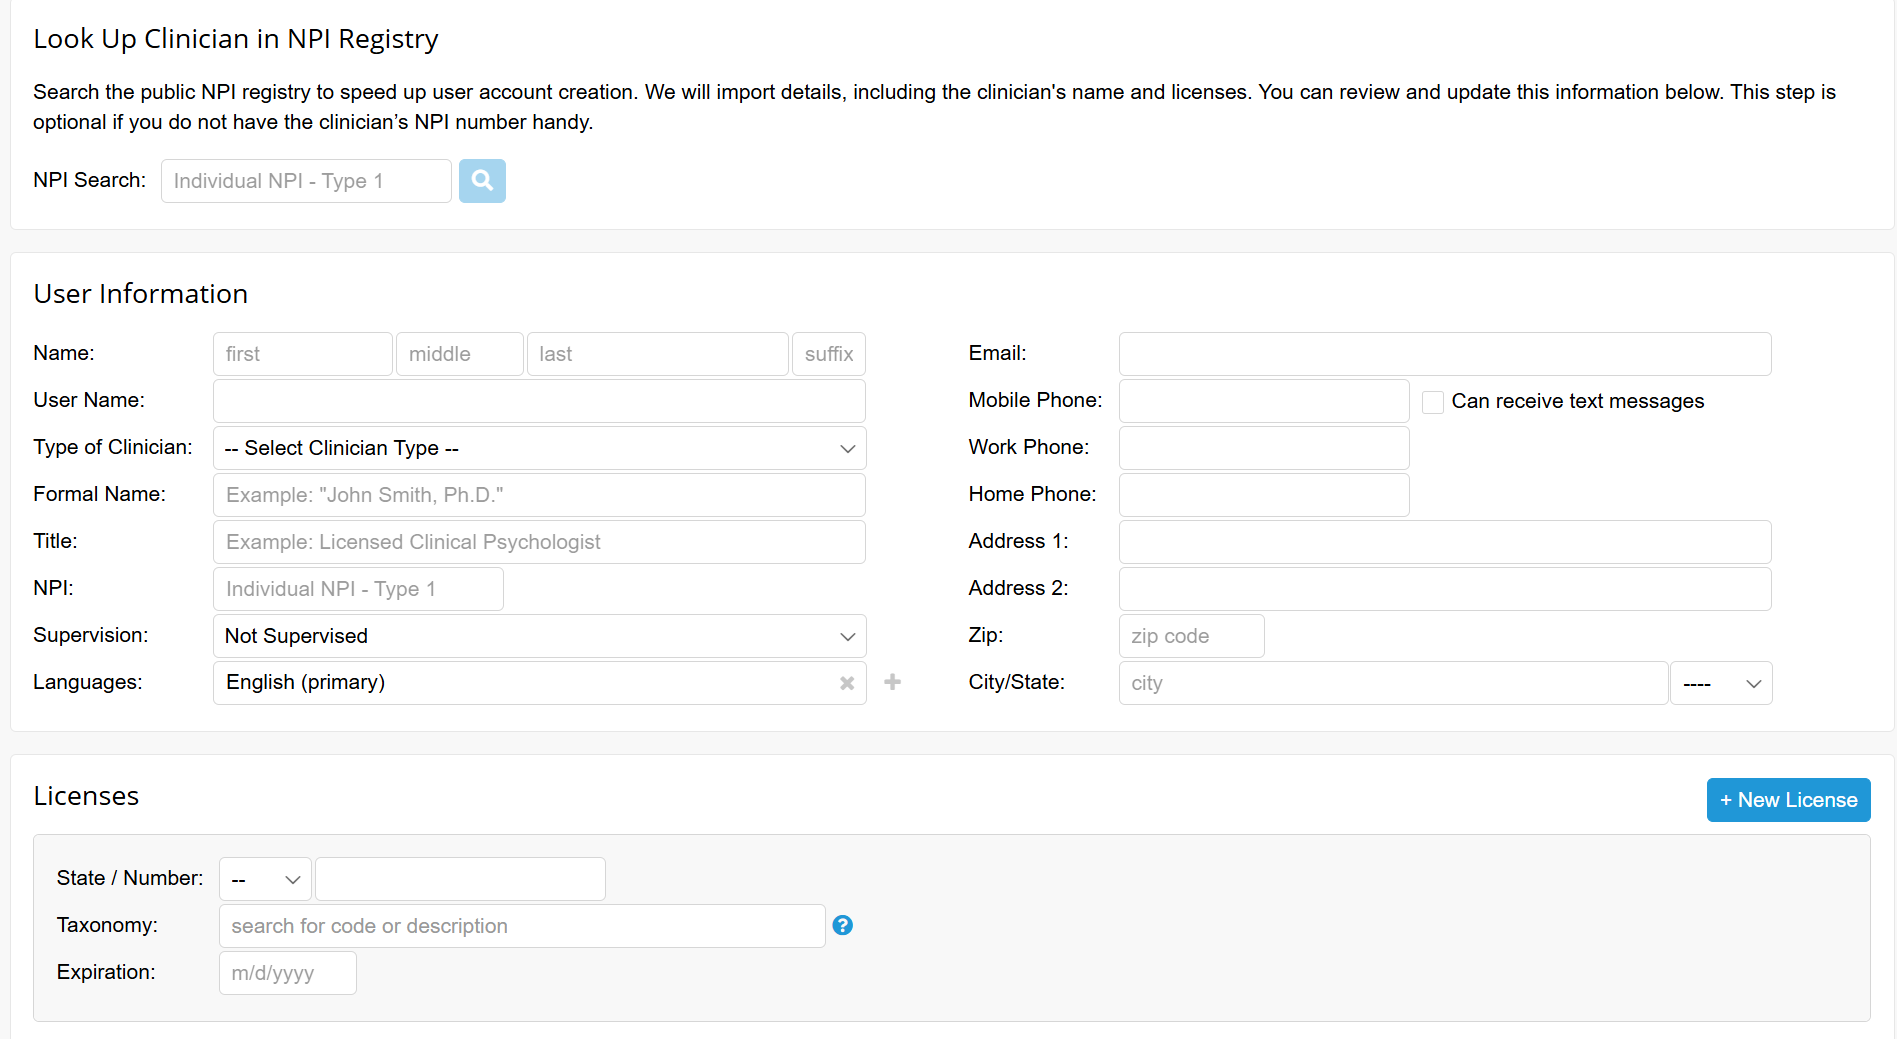 Look Up Clinician in NPI Registry
Search the public NPI registry to speed up user account creation. We will import details, including the clinician's name and licenses. You can review and update this information below. This step is
optional if you do not have the clinician’s NPI number handy.
NPI Search: Individual NPI - Type 1
User Information
Name: first middle last suffix
User Name:
Type of Clinician: -- Select Clinician Type --
Formal Name: Example: "John Smith, Ph.D."
Title: Example: Licensed Clinical Psychologist
NPI: Individual NPI - Type 1
Supervision: Not Supervised
Languages: English (primary)
Email:
Mobile Phone: Can receive text messages
Work Phone:
Home Phone:
Address 1:
Address 2:
Zip: zip code
City/State: city ----
Licenses
+ New License
State / Number: --
Taxonomy: search for code or description ?
Expiration: m/d/yyyy